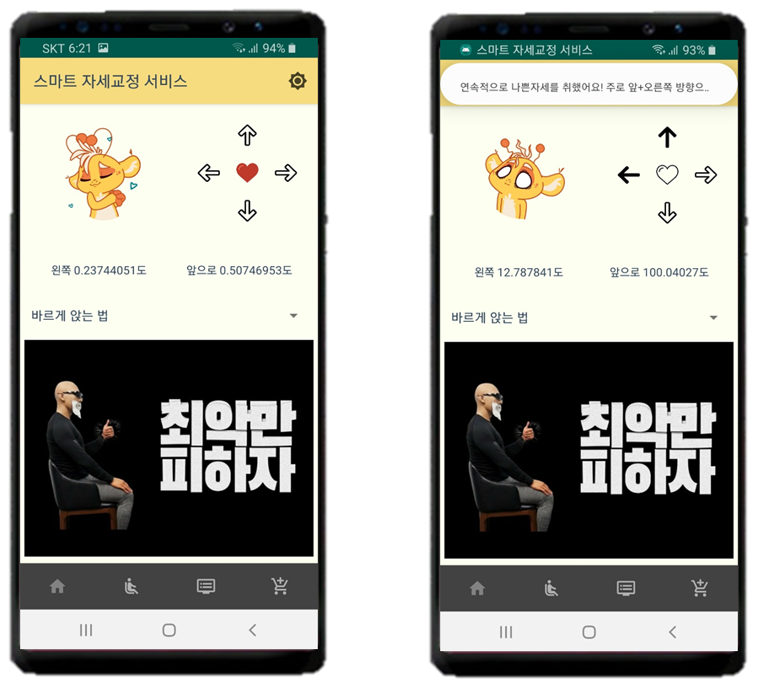 SKT 6:21 94%
스마트 자세교정 서비스
왼쪽 0.23744051도 앞으로 0.50746953도
바르게 앉는 법
최악만
피하자
스마트 자세교정 서비스 93%
연속적으로 나쁜자세를 취했어요! 주로 앞+오른쪽 방향으..
왼쪽 12.787841도 앞으로 100.04027도
바르게 앉는 법
최악만
피하자